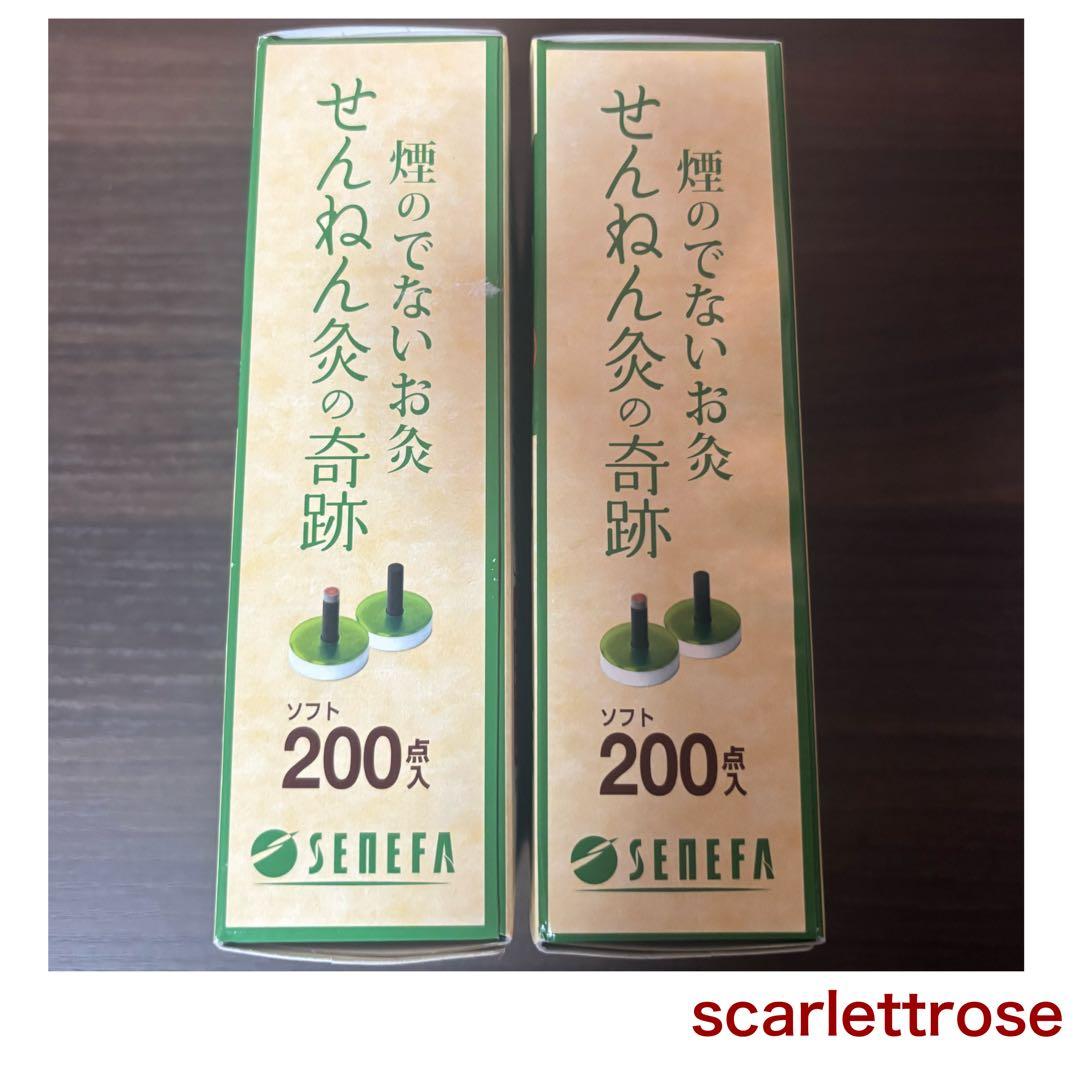 煙のでないお灸
せんねん灸の奇跡
ソフト
200点入
SENEFA
煙のでないお灸
せんねん灸の奇跡
ソフト
200点入
SENEFA
scarlettrose